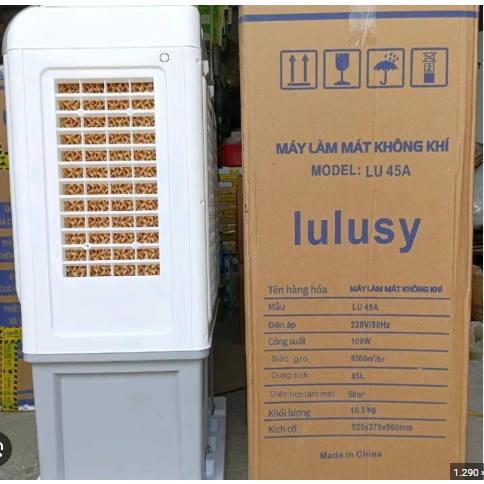 2
MÁY LÀM MÁT KHÔNG KHÍ
MODEL: LU 45A
lulusy
Tên hàng hóa MÁY LÀM MÁT KHÔNG KHÍ
Mẫu LU 45A
Điện áp 220V/50Hz
Công suất 100W
Sức gió 5500m³/hr
Dung tích 45L
Diện tích làm mát 50m²
Khối lượng 10,5kg
Kích cỡ 525x375x960mm
Made in China
1.290